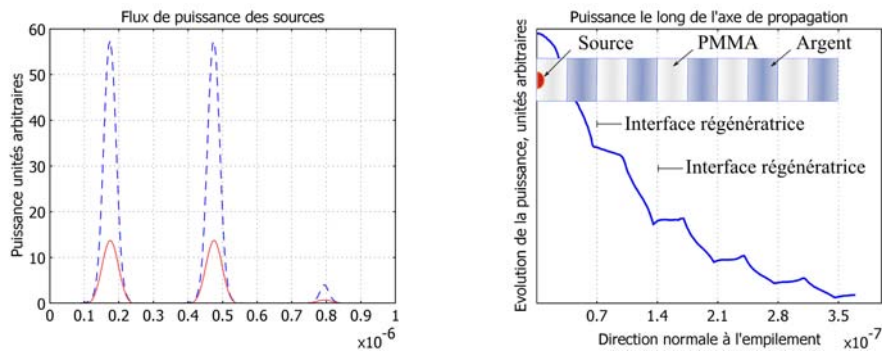 Flux de puissance des sources
Puissance unités arbitraires
60
50
40
30
20
10
0
0 0.1 0.2 0.3 0.4 0.5 0.6 0.7 0.8 0.9 1
×10⁻⁶
Puissance le long de l'axe de propagation
Evolution de la puissance, unités arbitraires
Source PMMA Argent
Interface régénératrice
Interface régénératrice
0.7 1.4 2.1 2.8 3.5
Direction normale à l'empilement ×10⁻⁷